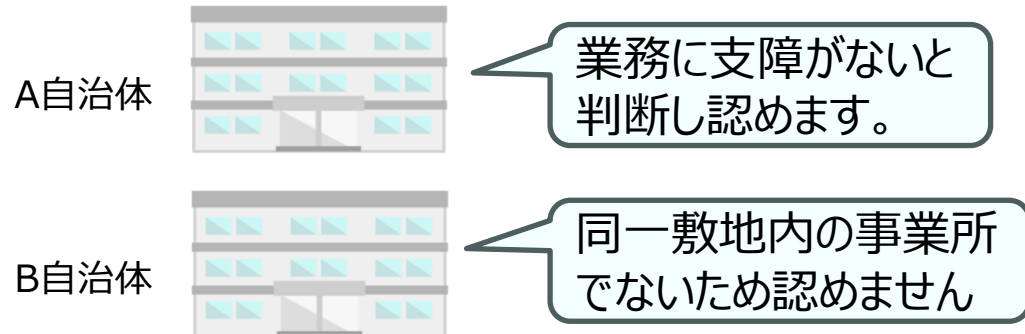 A自治体
業務に支障がないと
判断し認めます。
B自治体
同一敷地内の事業所
でないため認めません